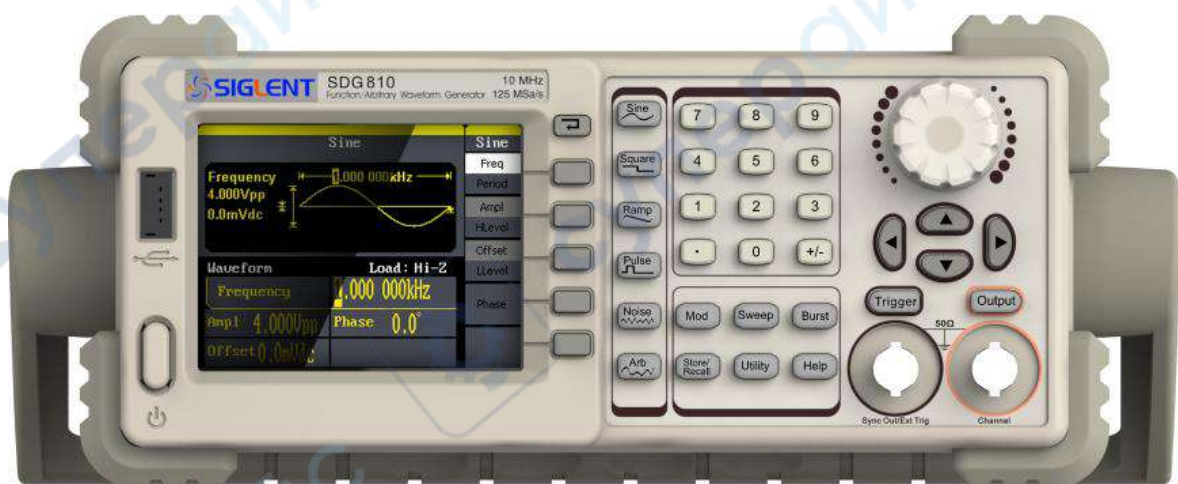 SIGLENT SDG 810 10 MHz
Function/Arbitrary Waveform Generator 125 MSa/s
Sine Sine
Freq
Period
Ampl
HLevel
Offset
LLevel
Phase
Frequency 1.000 000kHz
4.000Vpp
0.0mVdc
Waveform Load: Hi-Z
Frequency 1.000 000kHz
Ampl 4.000Vpp Phase 0.0°
Offset 0.0mVdc
Sine
Square
Ramp
Pulse
Noise
Arb
7 8 9
4 5 6
1 2 3
. 0 +/-
Mod Sweep Burst
Store/
Recall Utility Help
Trigger Output
50Ω
Sync Out/Ext Trig Channel